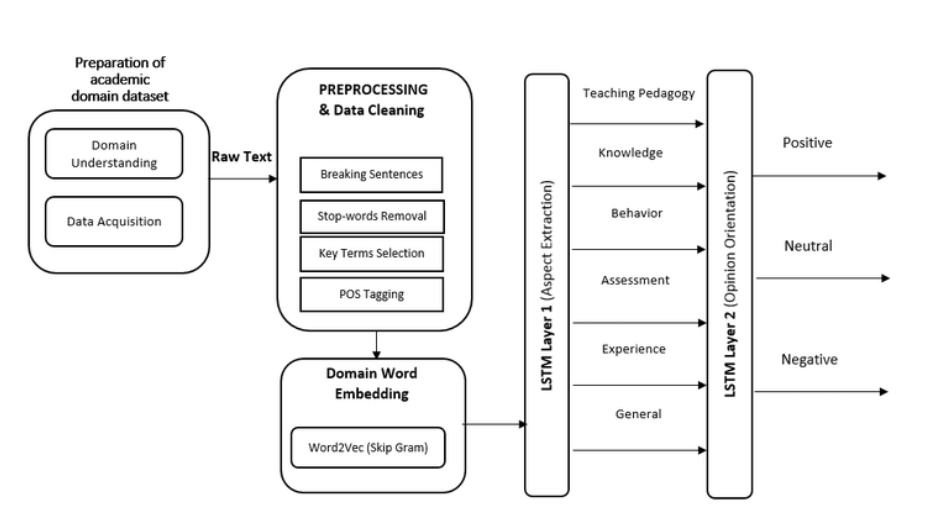 Preparation of
academic
domain dataset
Domain
Understanding
Data Acquisition
Raw Text
PREPROCESSING
& Data Cleaning
Breaking Sentences
Stop-words Removal
Key Terms Selection
POS Tagging
Domain Word
Embedding
Word2Vec (Skip Gram)
LSTM Layer 1 (Aspect Extraction)
Teaching Pedagogy
Knowledge
Behavior
Assessment
Experience
General
LSTM Layer 2 (Opinion Orientation)
Positive
Neutral
Negative